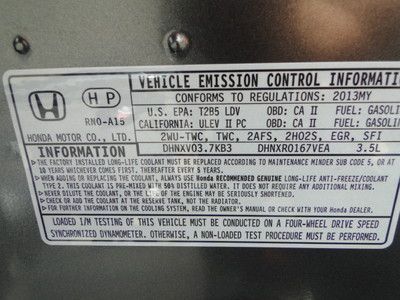 VEHICLE EMISSION CONTROL INFORMATI
HP
CONFORMS TO REGULATIONS: 2013MY
RNO-A15
U.S. EPA: T2B5 LDV OBD: CA II FUEL: GASOLI
CALIFORNIA: ULEV II PC OBD: CA II FUEL: GASOLI
HONDA MOTOR CO., LTD.
2WU-TWC, TWC, 2AFS, 2HO2S, EGR, SFI
INFORMATION
DHNXV03.7KB3 DHNXR0167VEA 3.5L
▶THE FACTORY INSTALLED LONG-LIFE COOLANT MUST BE REPLACED ACCORDING TO MAINTENANCE MINDER SUB CODE 5, OR AT
10 YEARS WHICHEVER COMES FIRST. THEREAFTER EVERY 5 YEARS.
▶WHEN ADDING OR REPLACING THE COOLANT, ALWAYS USE Honda RECOMMENDED GENUINE LONG-LIFE ANTI-FREEZE/COOLANT
TYPE 2. THIS COOLANT IS PRE-MIXED WITH 50% DISTILLED WATER. IT DOES NOT REQUIRE ANY ADDITIONAL MIXING.
▶NEVER DILUTE THE COOLANT, OR THE LIFE OF THE ENGINE MAY BE SERIOUSLY SHORTENED.
▶CHECK OR ADD THE COOLANT AT THE RESERVE TANK, NOT THE RADIATOR.
▶FOR FURTHER INFORMATION ON THE COOLING SYSTEM, READ THE OWNER'S MANUAL OR CHECK WITH YOUR Honda DEALER.
LOADED I/M TESTING OF THIS VEHICLE MUST BE CONDUCTED ON A FOUR-WHEEL DRIVE SPEED
SYNCHRONIZED DYNAMOMETER. OTHERWISE, A NON-LOADED TEST PROCEDURE MUST BE PERFORMED.